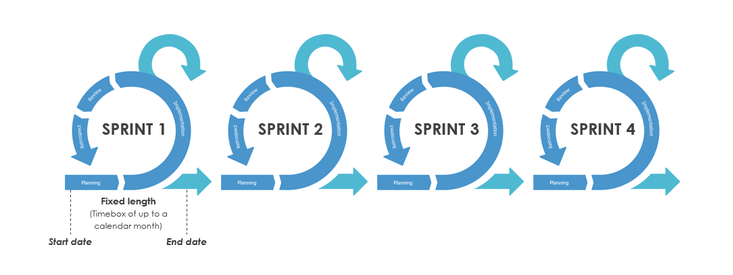 Review
Implementation
Retrospect
SPRINT 1
Planning
Review
Implementation
Retrospect
SPRINT 2
Planning
Review
Implementation
Retrospect
SPRINT 3
Planning
Review
Implementation
Retrospect
SPRINT 4
Planning
Fixed length
(Timebox of up to a
calendar month)
Start date
End date